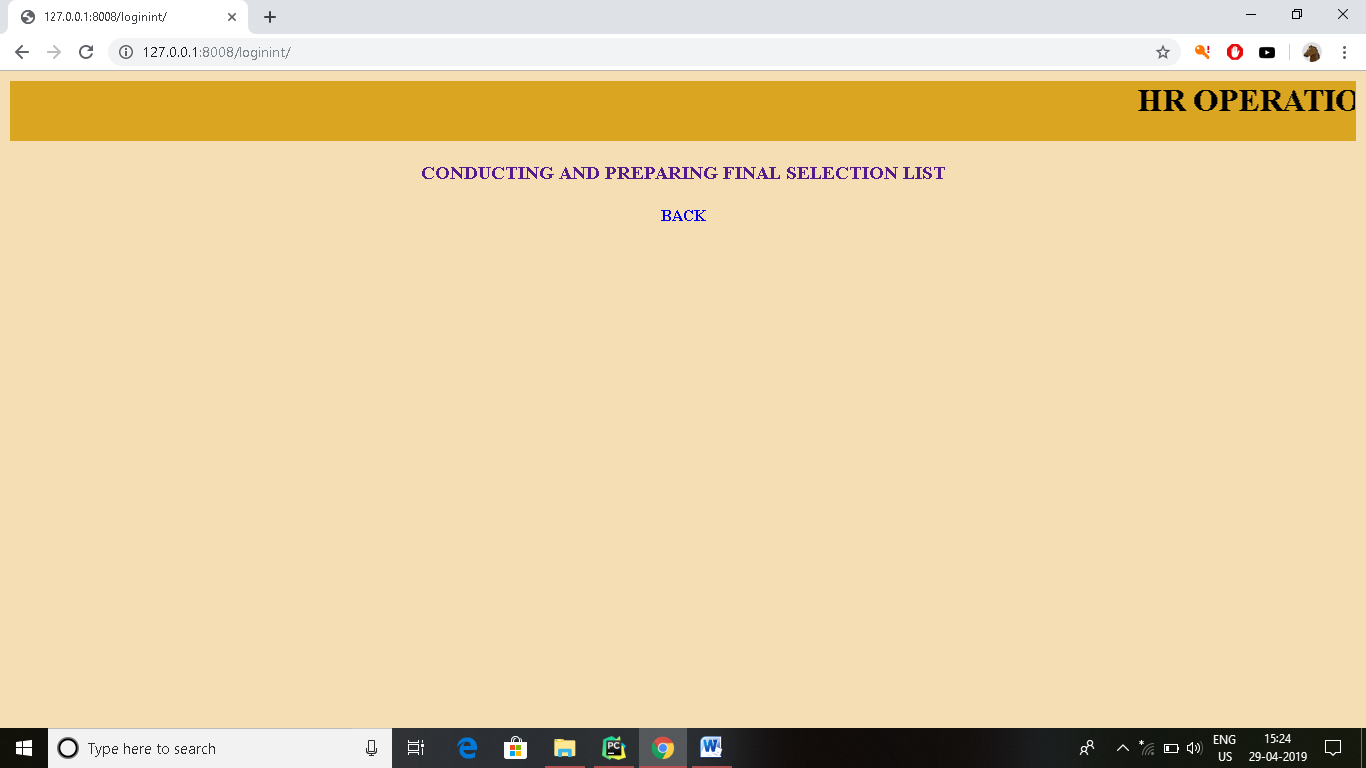 127.0.0.1:8008/loginint/
127.0.0.1:8008/loginint/
HR OPERATIO
CONDUCTING AND PREPARING FINAL SELECTION LIST
BACK
Type here to search
PC
W
ENG
US
15:24
29-04-2019